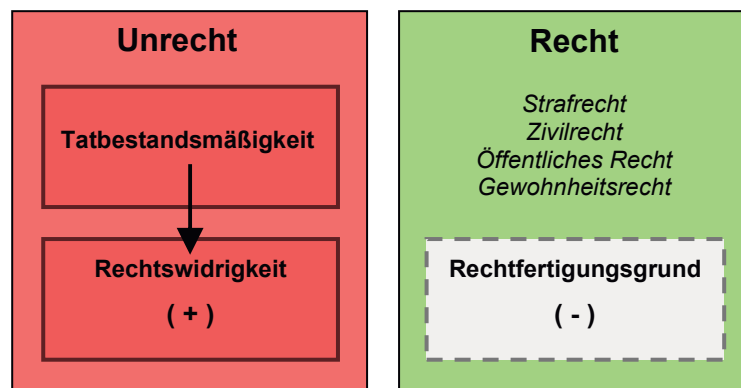 Unrecht
Tatbestandsmäßigkeit
Rechtswidrigkeit
( + )
Recht
Strafrecht
Zivilrecht
Öffentliches Recht
Gewohnheitsrecht
Rechtfertigungsgrund
( - )